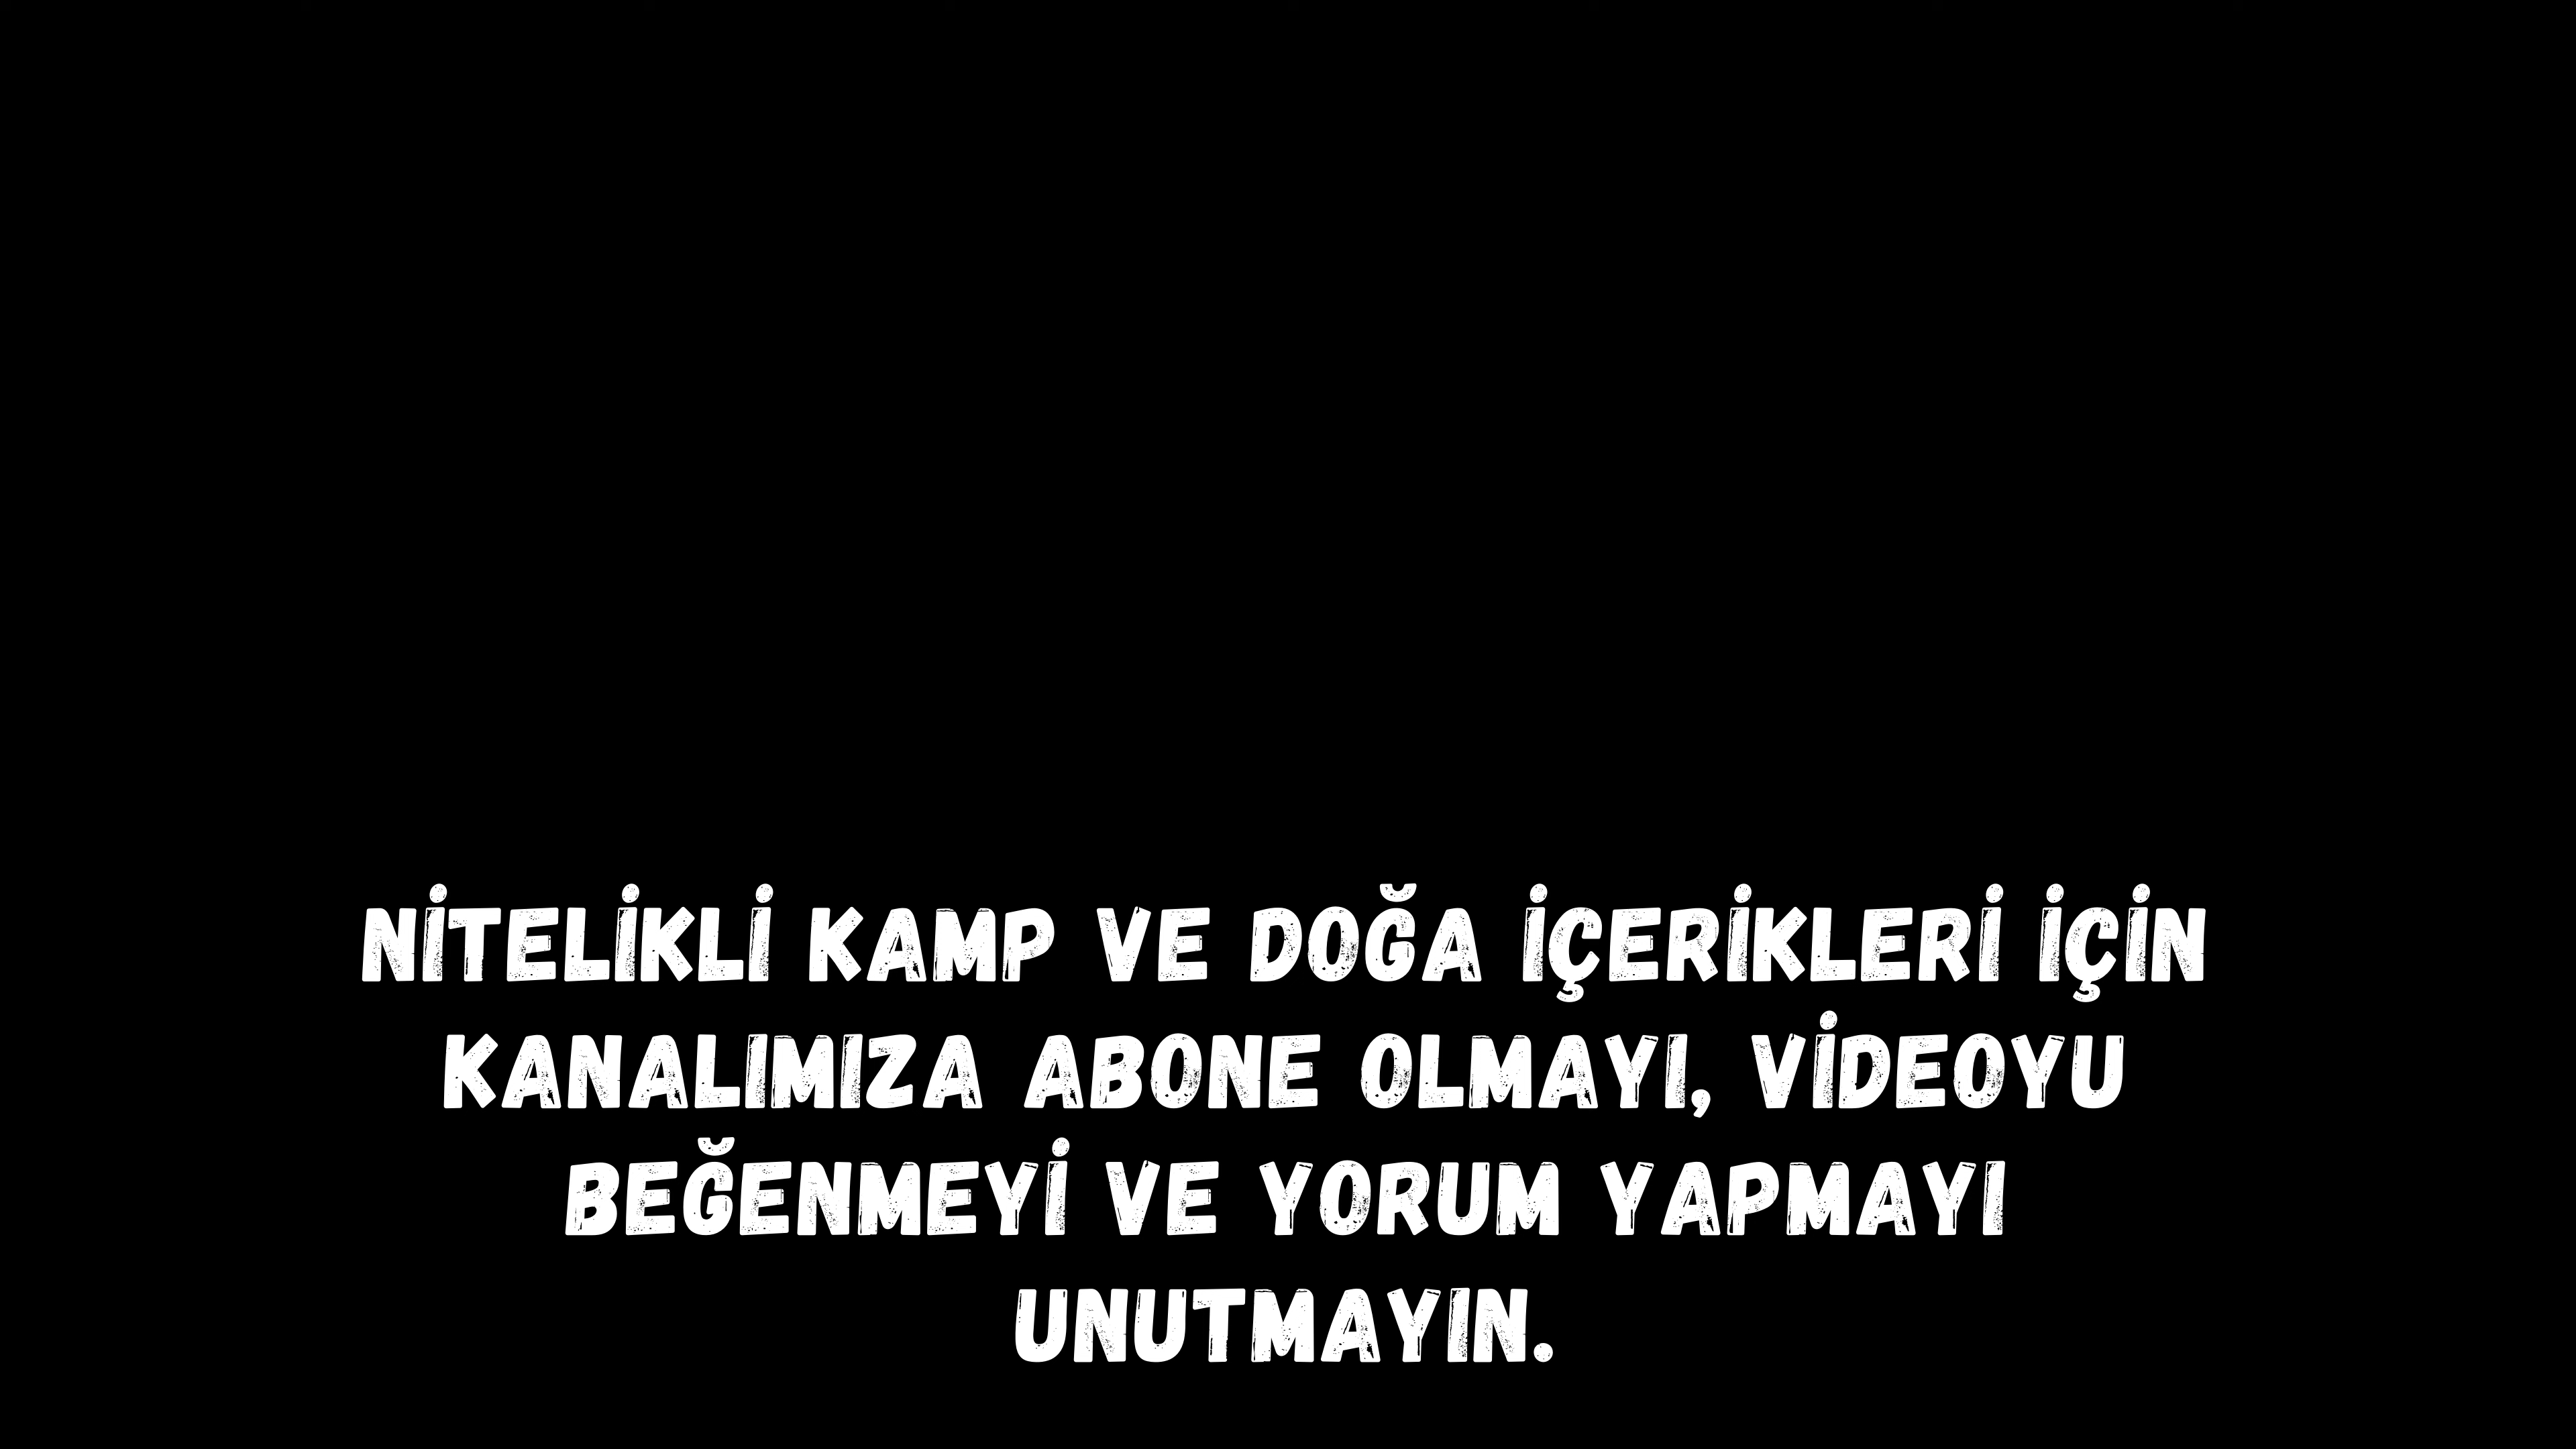 NİTELİKLİ KAMP VE DOĞA İÇERİKLERİ İÇİN
KANALIMIZA ABONE OLMAYI, VİDEOYU
BEĞENMEYİ VE YORUM YAPMAYI
UNUTMAYIN.